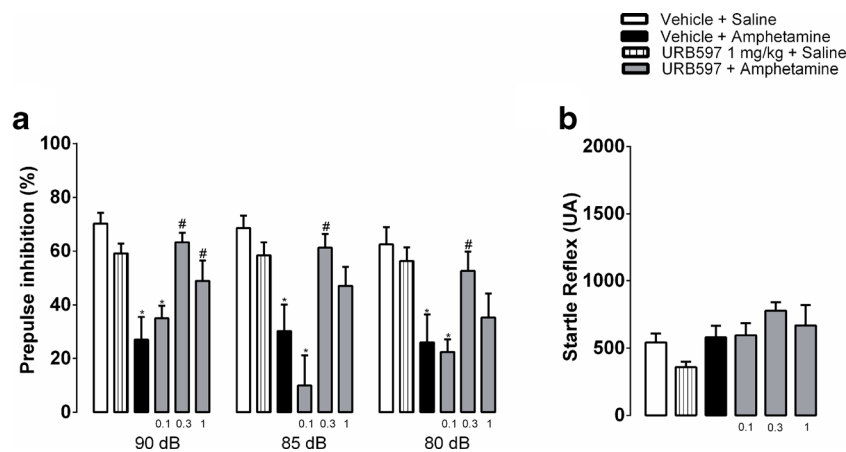 Vehicle + Saline
Vehicle + Amphetamine
URB597 1 mg/kg + Saline
URB597 + Amphetamine
a
b
Prepulse inhibition (%)
100
80
60
40
20
0
* * # #
* * #
* * #
0.1 0.3 1
0.1 0.3 1
0.1 0.3 1
90 dB
85 dB
80 dB
Startle Reflex (UA)
2000
1500
1000
500
0
0.1 0.3 1